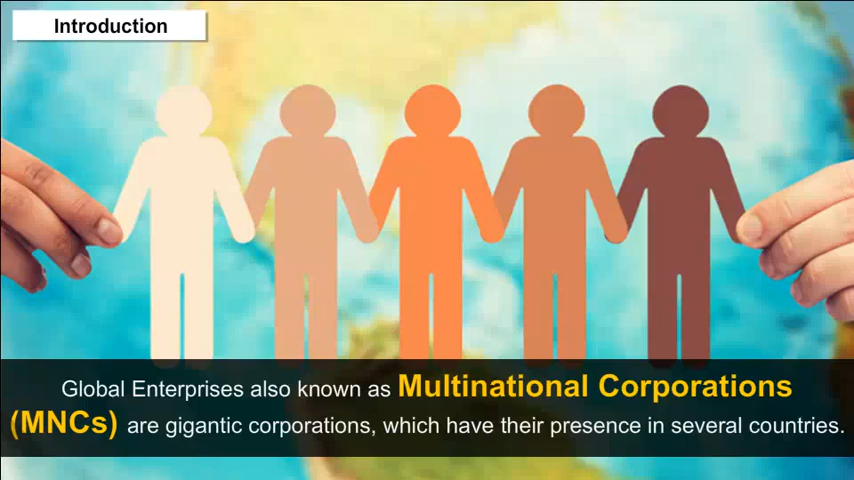 Introduction
Global Enterprises also known as Multinational Corporations
(MNCs) are gigantic corporations, which have their presence in several countries.